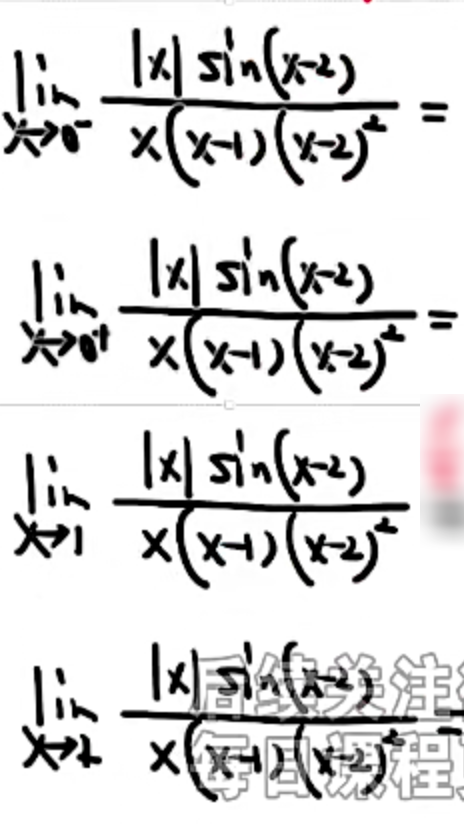 lim x→0⁻ |x| sin(x-2) / x(x-1)(x-2)² =
lim x→0⁺ |x| sin(x-2) / x(x-1)(x-2)² =
lim x→1 |x| sin(x-2) / x(x-1)(x-2)²
lim x→2 |x| sin(x-2) / x(x-1)(x-2)² =
后续关注
每日课程